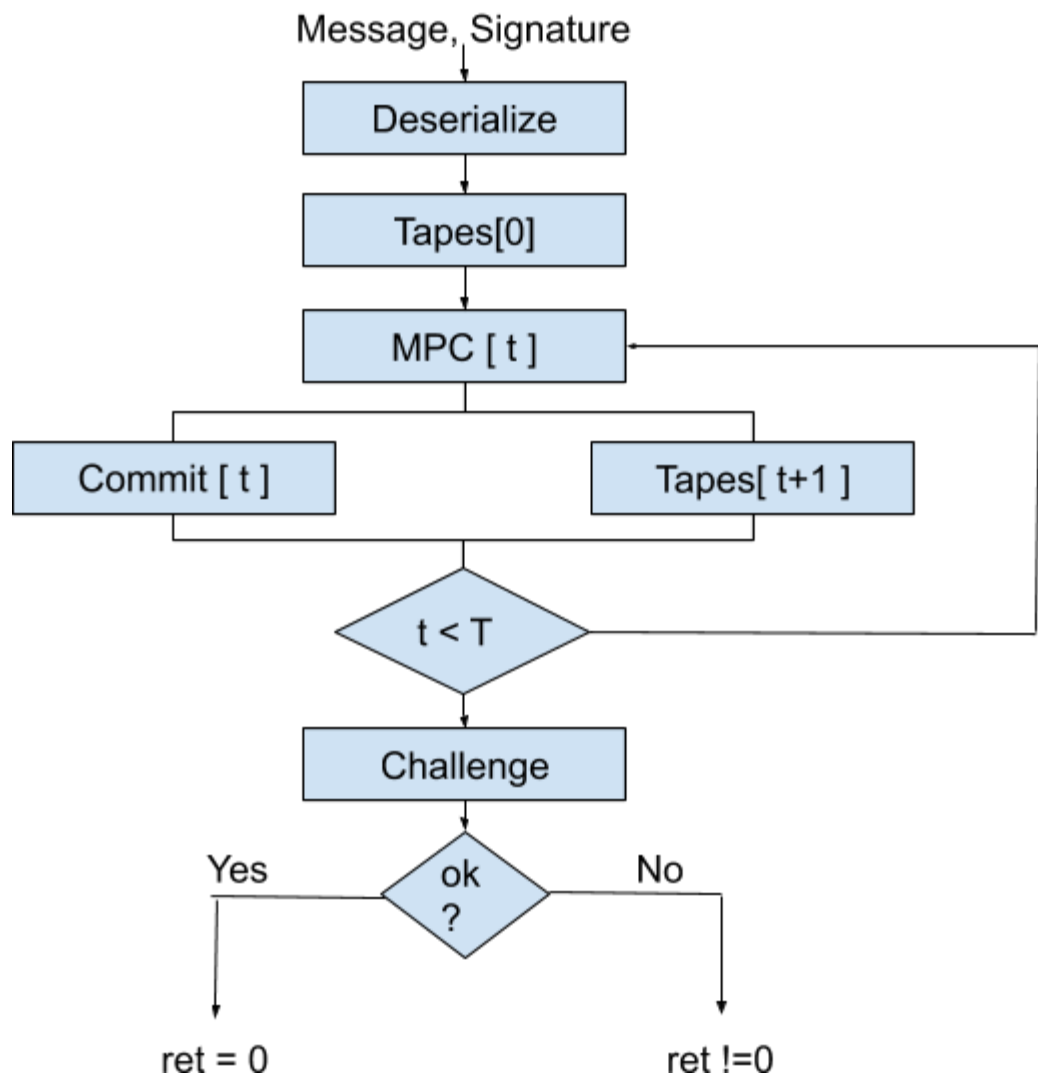 Message, Signature
Deserialize
Tapes[0]
MPC [ t ]
Commit [ t ]
Tapes[ t+1 ]
t < T
Challenge
Yes
ok
?
No
ret = 0
ret !=0